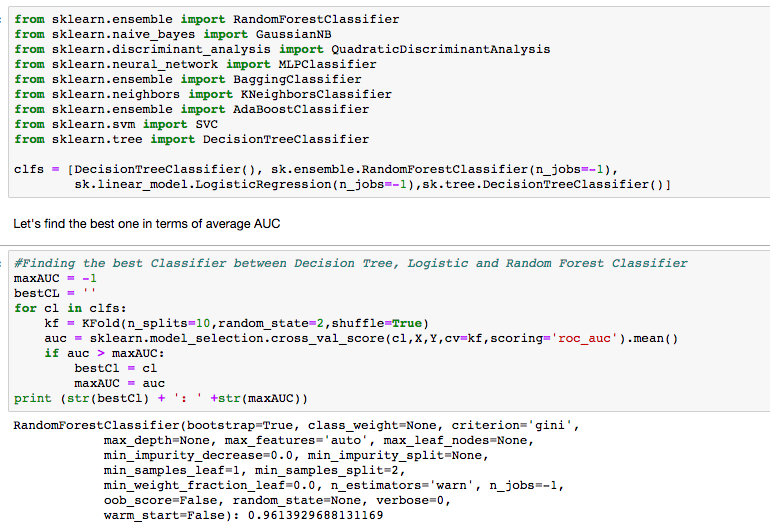 from sklearn.ensemble import RandomForestClassifier
from sklearn.naive_bayes import GaussianNB
from sklearn.discriminant_analysis import QuadraticDiscriminantAnalysis
from sklearn.neural_network import MLPClassifier
from sklearn.ensemble import BaggingClassifier
from sklearn.neighbors import KNeighborsClassifier
from sklearn.ensemble import AdaBoostClassifier
from sklearn.svm import SVC
from sklearn.tree import DecisionTreeClassifier
clfs = [DecisionTreeClassifier(), sk.ensemble.RandomForestClassifier(n_jobs=-1),
sk.linear_model.LogisticRegression(n_jobs=-1),sk.tree.DecisionTreeClassifier()]
Let's find the best one in terms of average AUC
#Finding the best Classifier between Decision Tree, Logistic and Random Forest Classifier
maxAUC = -1
bestCL = ''
for cl in clfs:
    kf = KFold(n_splits=10,random_state=2,shuffle=True)
    auc = sklearn.model_selection.cross_val_score(cl,X,Y,cv=kf,scoring='roc_auc').mean()
    if auc > maxAUC:
        bestCl = cl
        maxAUC = auc
print (str(bestCl) + ': ' +str(maxAUC))
RandomForestClassifier(bootstrap=True, class_weight=None, criterion='gini',
            max_depth=None, max_features='auto', max_leaf_nodes=None,
            min_impurity_decrease=0.0, min_impurity_split=None,
            min_samples_leaf=1, min_samples_split=2,
            min_weight_fraction_leaf=0.0, n_estimators='warn', n_jobs=-1,
            oob_score=False, random_state=None, verbose=0,
            warm_start=False): 0.9613929688131169